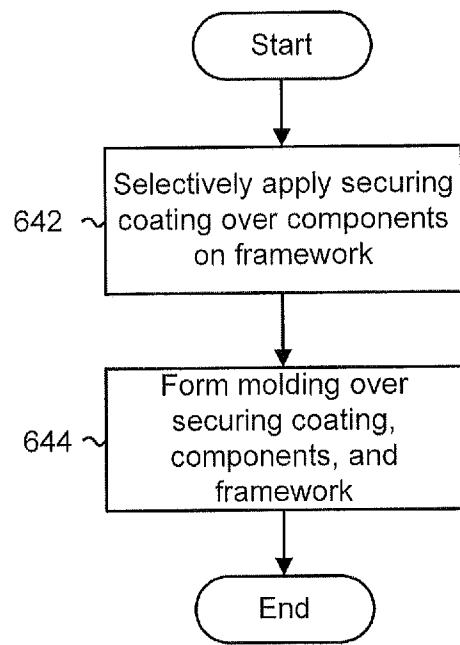 Start
642
Selectively apply securing
coating over components
on framework
644
Form molding over
securing coating,
components, and
framework
End